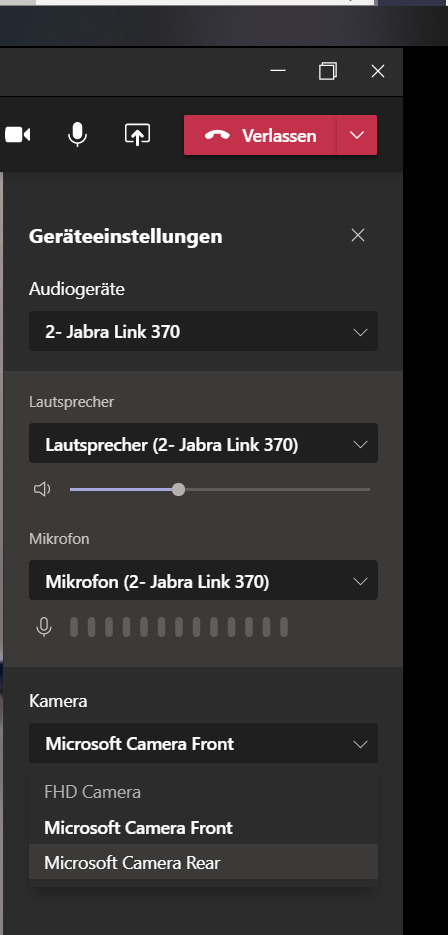 Verlassen
Geräteeinstellungen
Audiogeräte
2- Jabra Link 370
Lautsprecher
Lautsprecher (2- Jabra Link 370)
Mikrofon
Mikrofon (2- Jabra Link 370)
Kamera
Microsoft Camera Front
FHD Camera
Microsoft Camera Front
Microsoft Camera Rear